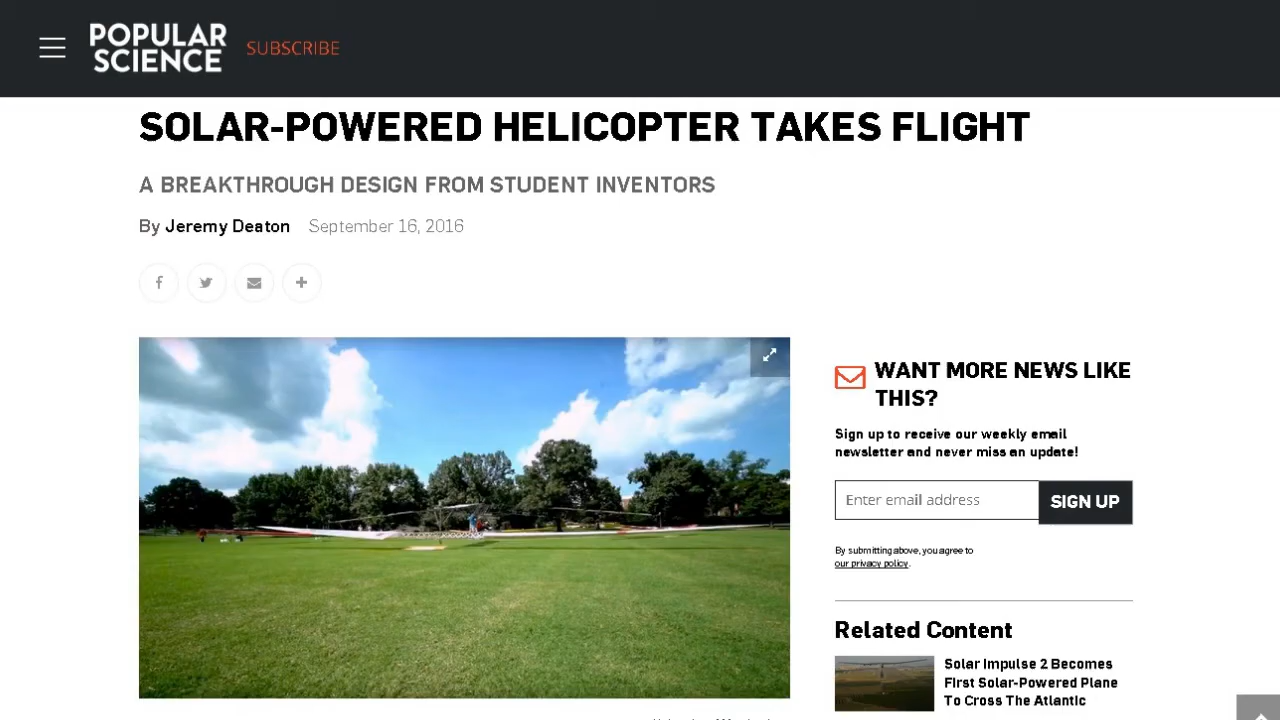 POPULAR
SCIENCE
SUBSCRIBE
SOLAR-POWERED HELICOPTER TAKES FLIGHT
A BREAKTHROUGH DESIGN FROM STUDENT INVENTORS
By Jeremy Deaton September 16, 2016
WANT MORE NEWS LIKE
THIS?
Sign up to receive our weekly email
newsletter and never miss an update!
Enter email address
SIGN UP
By submitting above, you agree to
our privacy policy.
Related Content
Solar Impulse 2 Becomes
First Solar-Powered Plane
To Cross The Atlantic